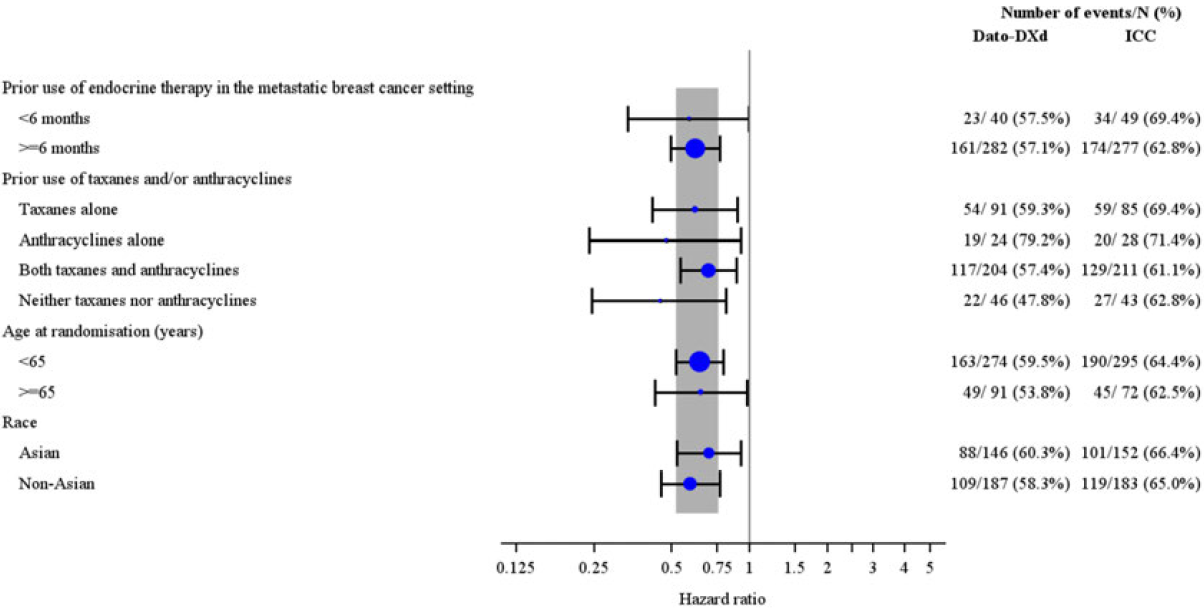 Number of events/N (%)
Dato-DXd ICC
Prior use of endocrine therapy in the metastatic breast cancer setting
<6 months 23/ 40 (57.5%) 34/ 49 (69.4%)
>=6 months 161/282 (57.1%) 174/277 (62.8%)
Prior use of taxanes and/or anthracyclines
Taxanes alone 54/ 91 (59.3%) 59/ 85 (69.4%)
Anthracyclines alone 19/ 24 (79.2%) 20/ 28 (71.4%)
Both taxanes and anthracyclines 117/204 (57.4%) 129/211 (61.1%)
Neither taxanes nor anthracyclines 22/ 46 (47.8%) 27/ 43 (62.8%)
Age at randomisation (years)
<65 163/274 (59.5%) 190/295 (64.4%)
>=65 49/ 91 (53.8%) 45/ 72 (62.5%)
Race
Asian 88/146 (60.3%) 101/152 (66.4%)
Non-Asian 109/187 (58.3%) 119/183 (65.0%)
0.125 0.25 0.5 0.75 1 1.5 2 3 4 5
Hazard ratio